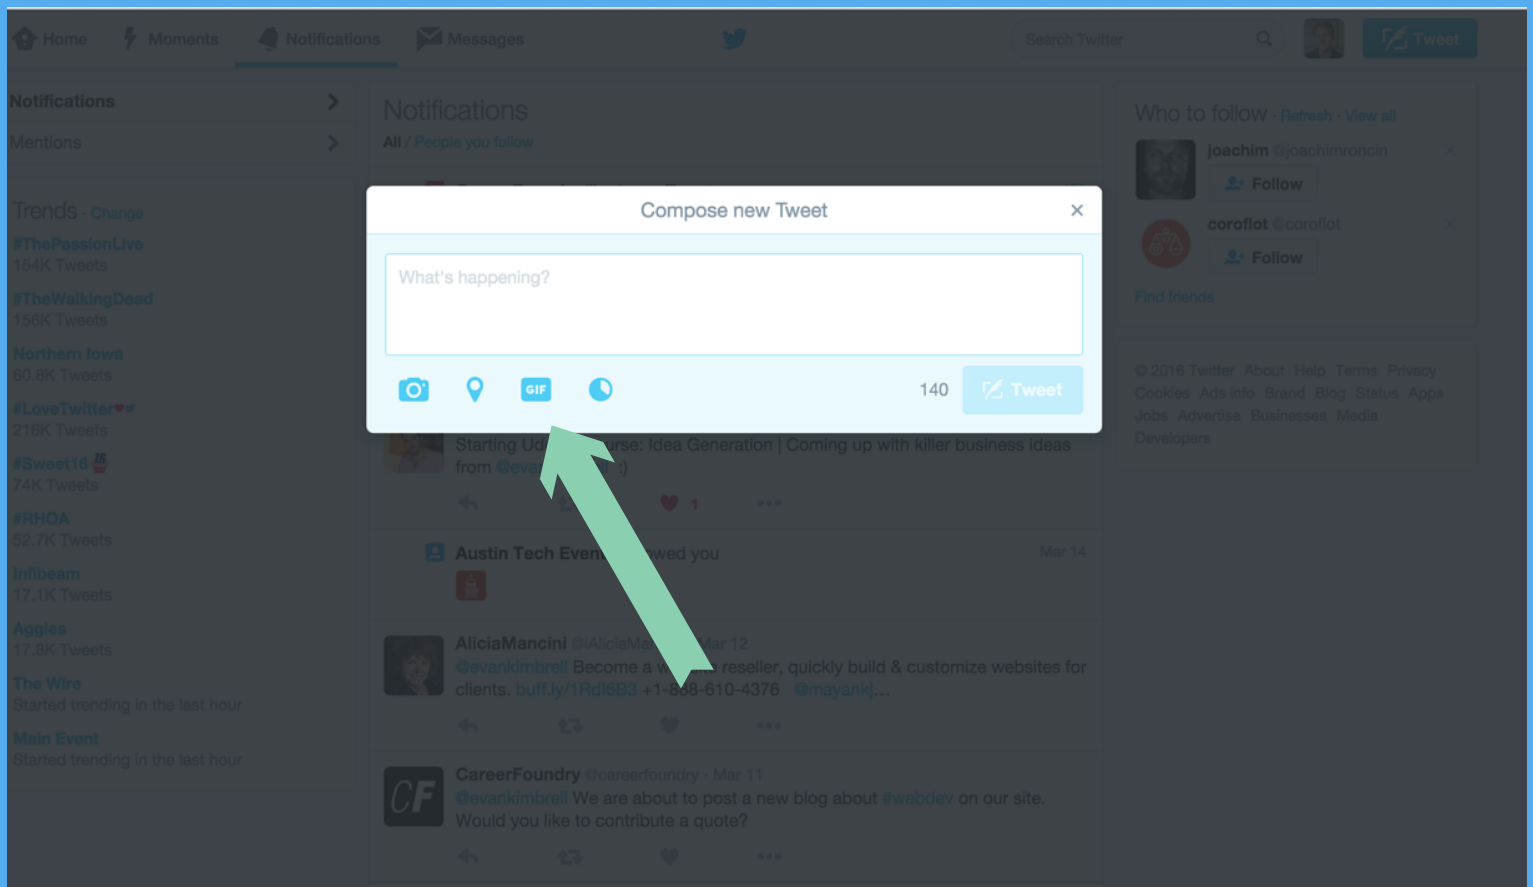 Home Moments Notifications Messages Search Twitter Tweet
Notifications
Mentions
Trends · Change
#ThePassionLive
154K Tweets
#TheWalkingDead
156K Tweets
Northern Iowa
60.8K Tweets
#LoveTwitter
216K Tweets
#Sweet16
74K Tweets
#RHOA
52.7K Tweets
Infibeam
17.1K Tweets
Aggies
17.8K Tweets
The Wire
Started trending in the last hour
Main Event
Started trending in the last hour
Notifications
All / People you follow
Compose new Tweet
What's happening?
GIF
140 Tweet
Starting urse: Idea Generation | Coming up with killer business ideas
from :)
1
Austin Tech Even owed you Mar 14
AliciaMancini Mar 12
@evankimbrell Become a reseller, quickly build & customize websites for
clients. buff.ly/1RdI6B3 +1-888-610-4376 @mayankj...
CF
CareerFoundry @careerfoundry · Mar 11
@evankimbrell We are about to post a new blog about #webdev on our site.
Would you like to contribute a quote?
Who to follow · Refresh · View all
joachim @joachimroncin
Follow
coroflot @coroflot
Follow
Find friends
© 2016 Twitter About Help Terms Privacy
Cookies Ads info Brand Blog Status Apps
Jobs Advertise Businesses Media
Developers